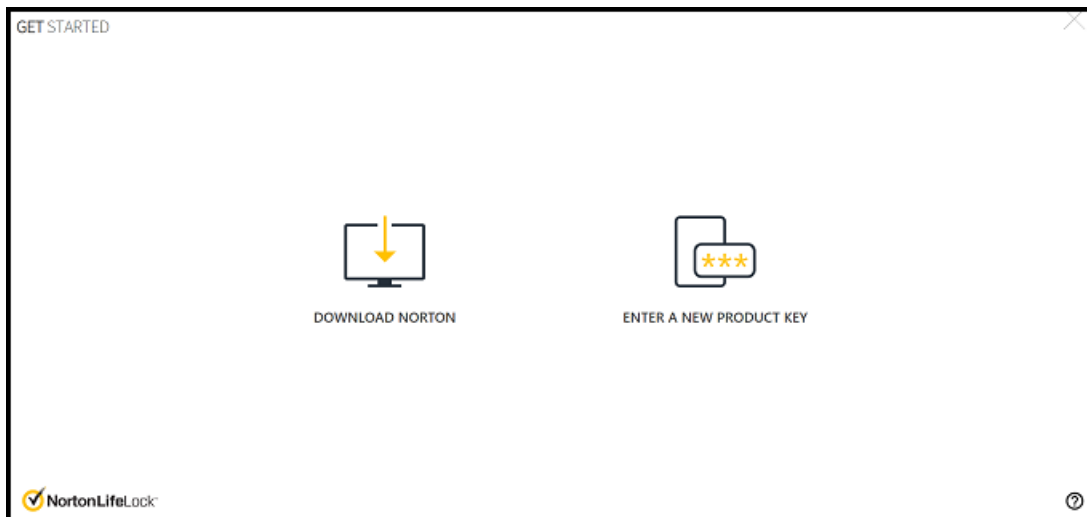 GET STARTED
***
DOWNLOAD NORTON
ENTER A NEW PRODUCT KEY
NortonLifeLock
?